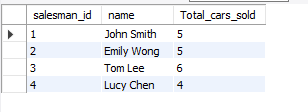 salesman_id name Total_cars_sold
1 John Smith 5
2 Emily Wong 5
3 Tom Lee 6
4 Lucy Chen 4